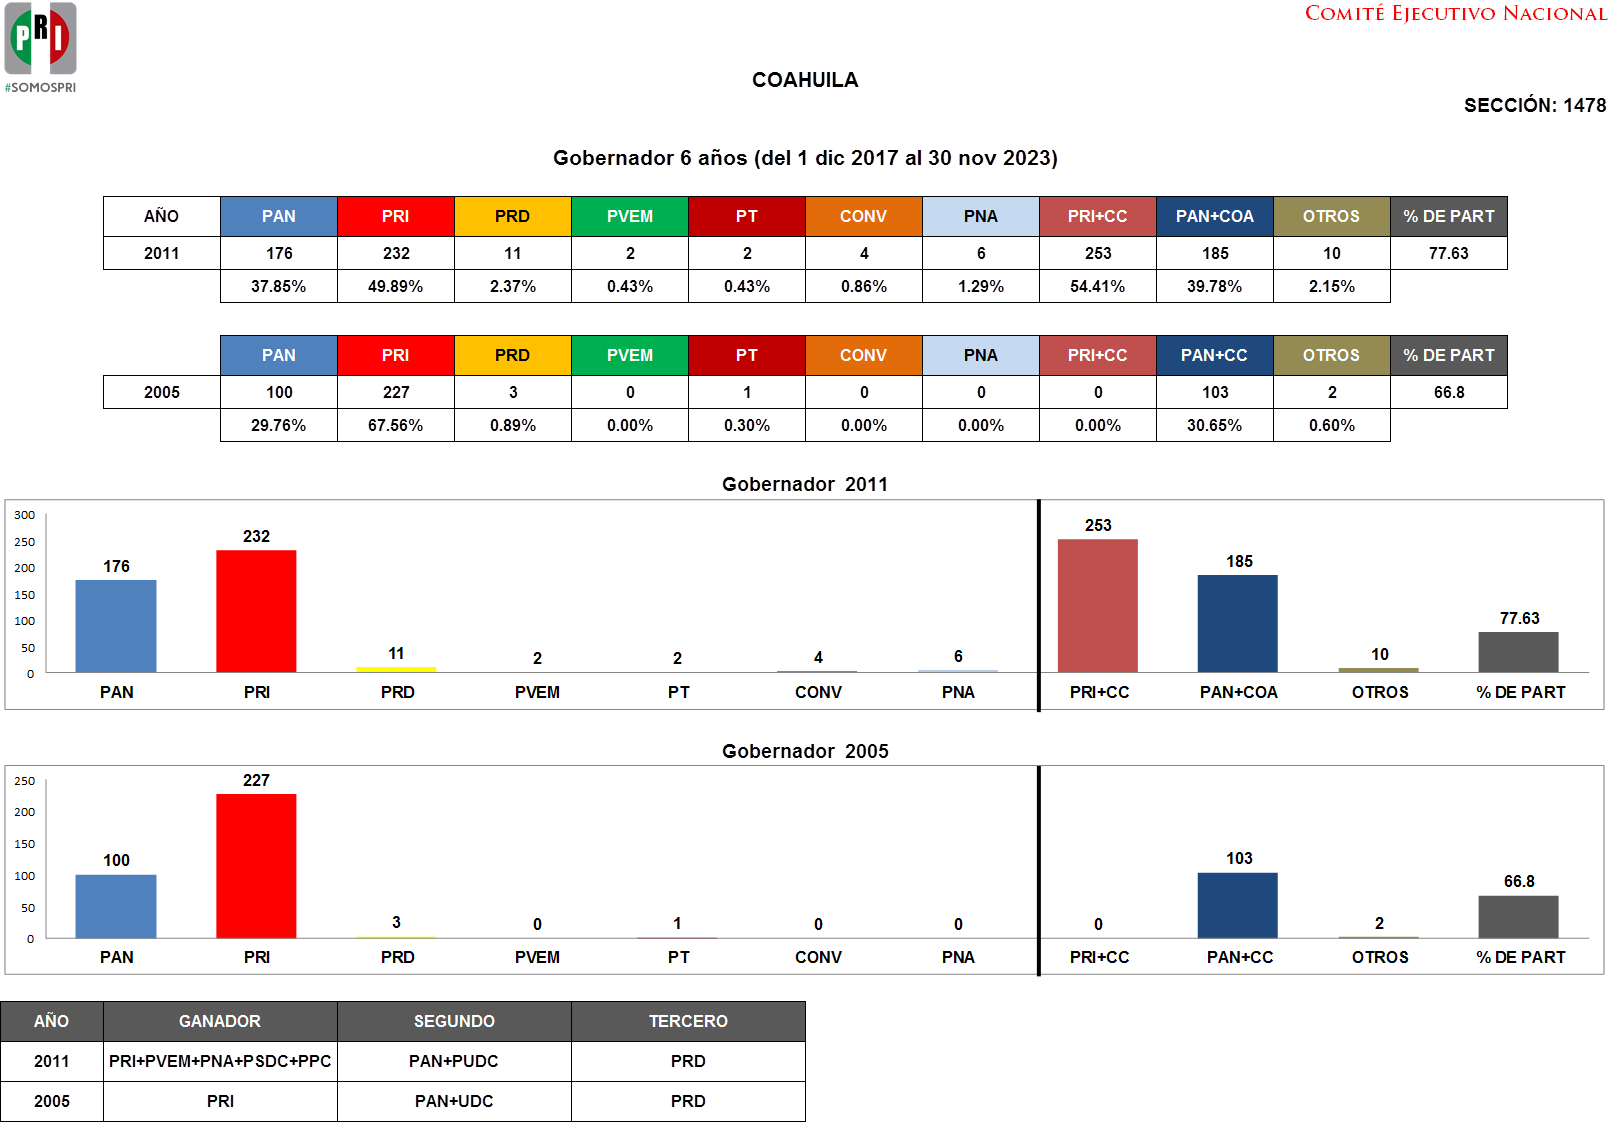 PRI
#SOMOSPRI
COMITÉ EJECUTIVO NACIONAL
COAHUILA
SECCIÓN: 1478
Gobernador 6 años (del 1 dic 2017 al 30 nov 2023)
AÑO PAN PRI PRD PVEM PT CONV PNA PRI+CC PAN+COA OTROS % DE PART
2011 176 232 11 2 2 4 6 253 185 10 77.63
37.85% 49.89% 2.37% 0.43% 0.43% 0.86% 1.29% 54.41% 39.78% 2.15%
PAN PRI PRD PVEM PT CONV PNA PRI+CC PAN+CC OTROS % DE PART
2005 100 227 3 0 1 0 0 0 103 2 66.8
29.76% 67.56% 0.89% 0.00% 0.30% 0.00% 0.00% 0.00% 30.65% 0.60%
Gobernador 2011
300
250
200
150
100
50
0
176 232 11 2 2 4 6 253 185 10 77.63
PAN PRI PRD PVEM PT CONV PNA PRI+CC PAN+COA OTROS % DE PART
Gobernador 2005
250
200
150
100
50
0
100 227 3 0 1 0 0 0 103 2 66.8
PAN PRI PRD PVEM PT CONV PNA PRI+CC PAN+CC OTROS % DE PART
AÑO GANADOR SEGUNDO TERCERO
2011 PRI+PVEM+PNA+PSDC+PPC PAN+PUDC PRD
2005 PRI PAN+UDC PRD